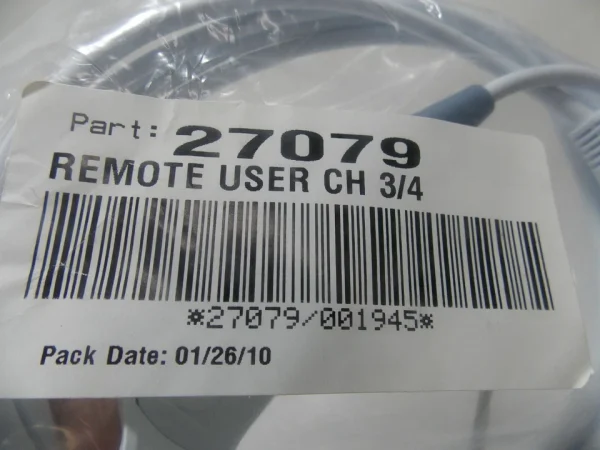 Part: 27079
REMOTE USER CH 3/4
*27079/001945*
Pack Date: 01/26/10